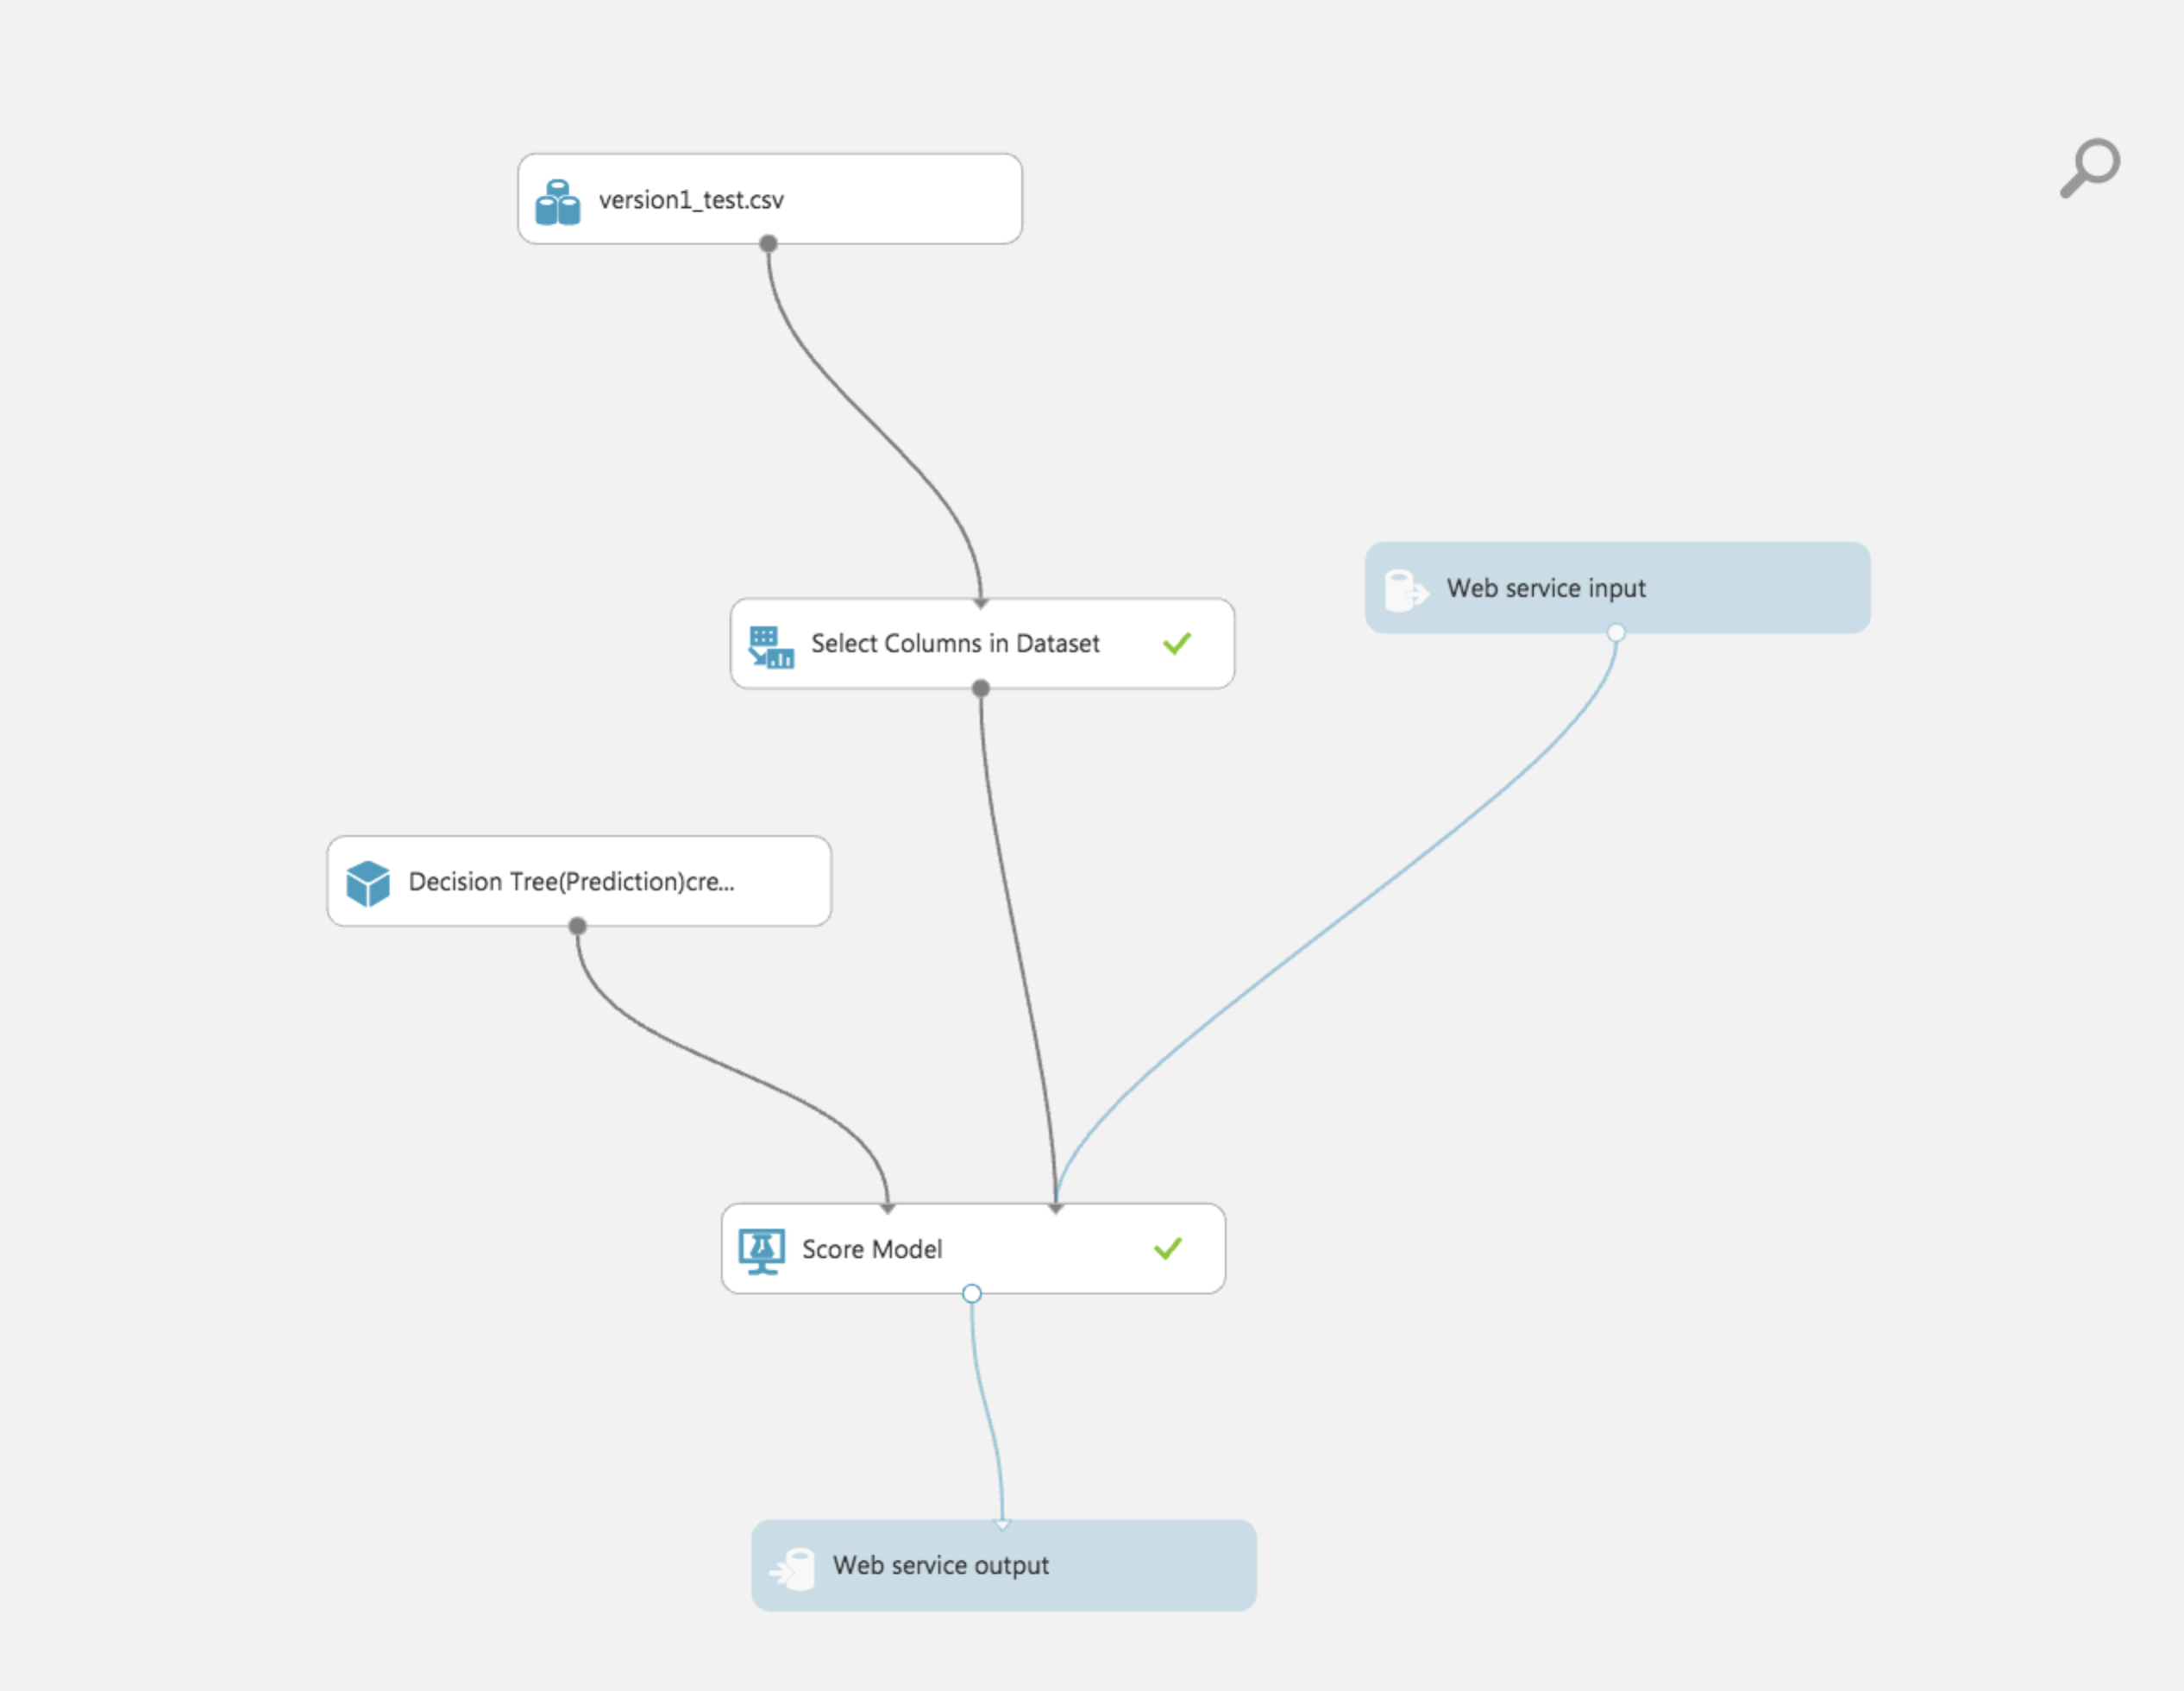 version1_test.csv
Web service input
Select Columns in Dataset
Decision Tree(Prediction)cre...
Score Model
Web service output